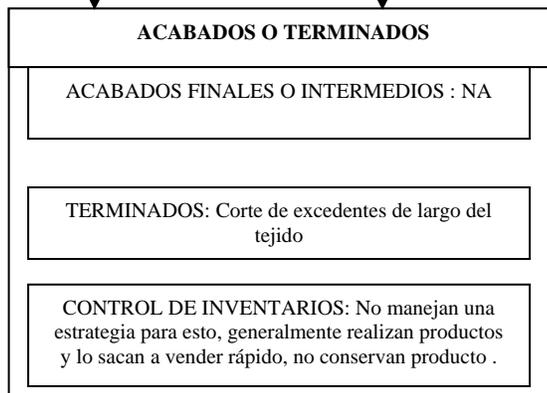 ACABADOS O TERMINADOS
ACABADOS FINALES O INTERMEDIOS : NA
TERMINADOS: Corte de excedentes de largo del
tejido
CONTROL DE INVENTARIOS: No manejan una
estrategia para esto, generalmente realizan productos
y lo sacan a vender rápido, no conservan producto .